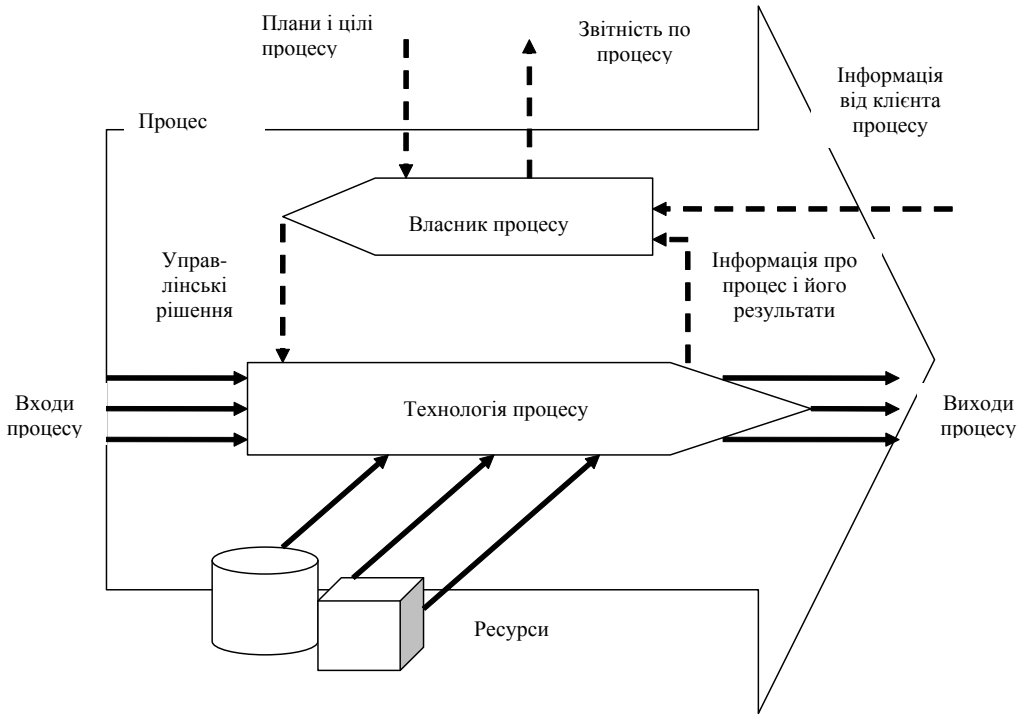 Плани і цілі
процесу
Звітність по
процесу
Інформація
від клієнта
процесу
Процес
Власник процесу
Управ-
лінські
рішення
Інформація про
процес і його
результати
Входи
процесу
Технологія процесу
Виходи
процесу
Ресурси